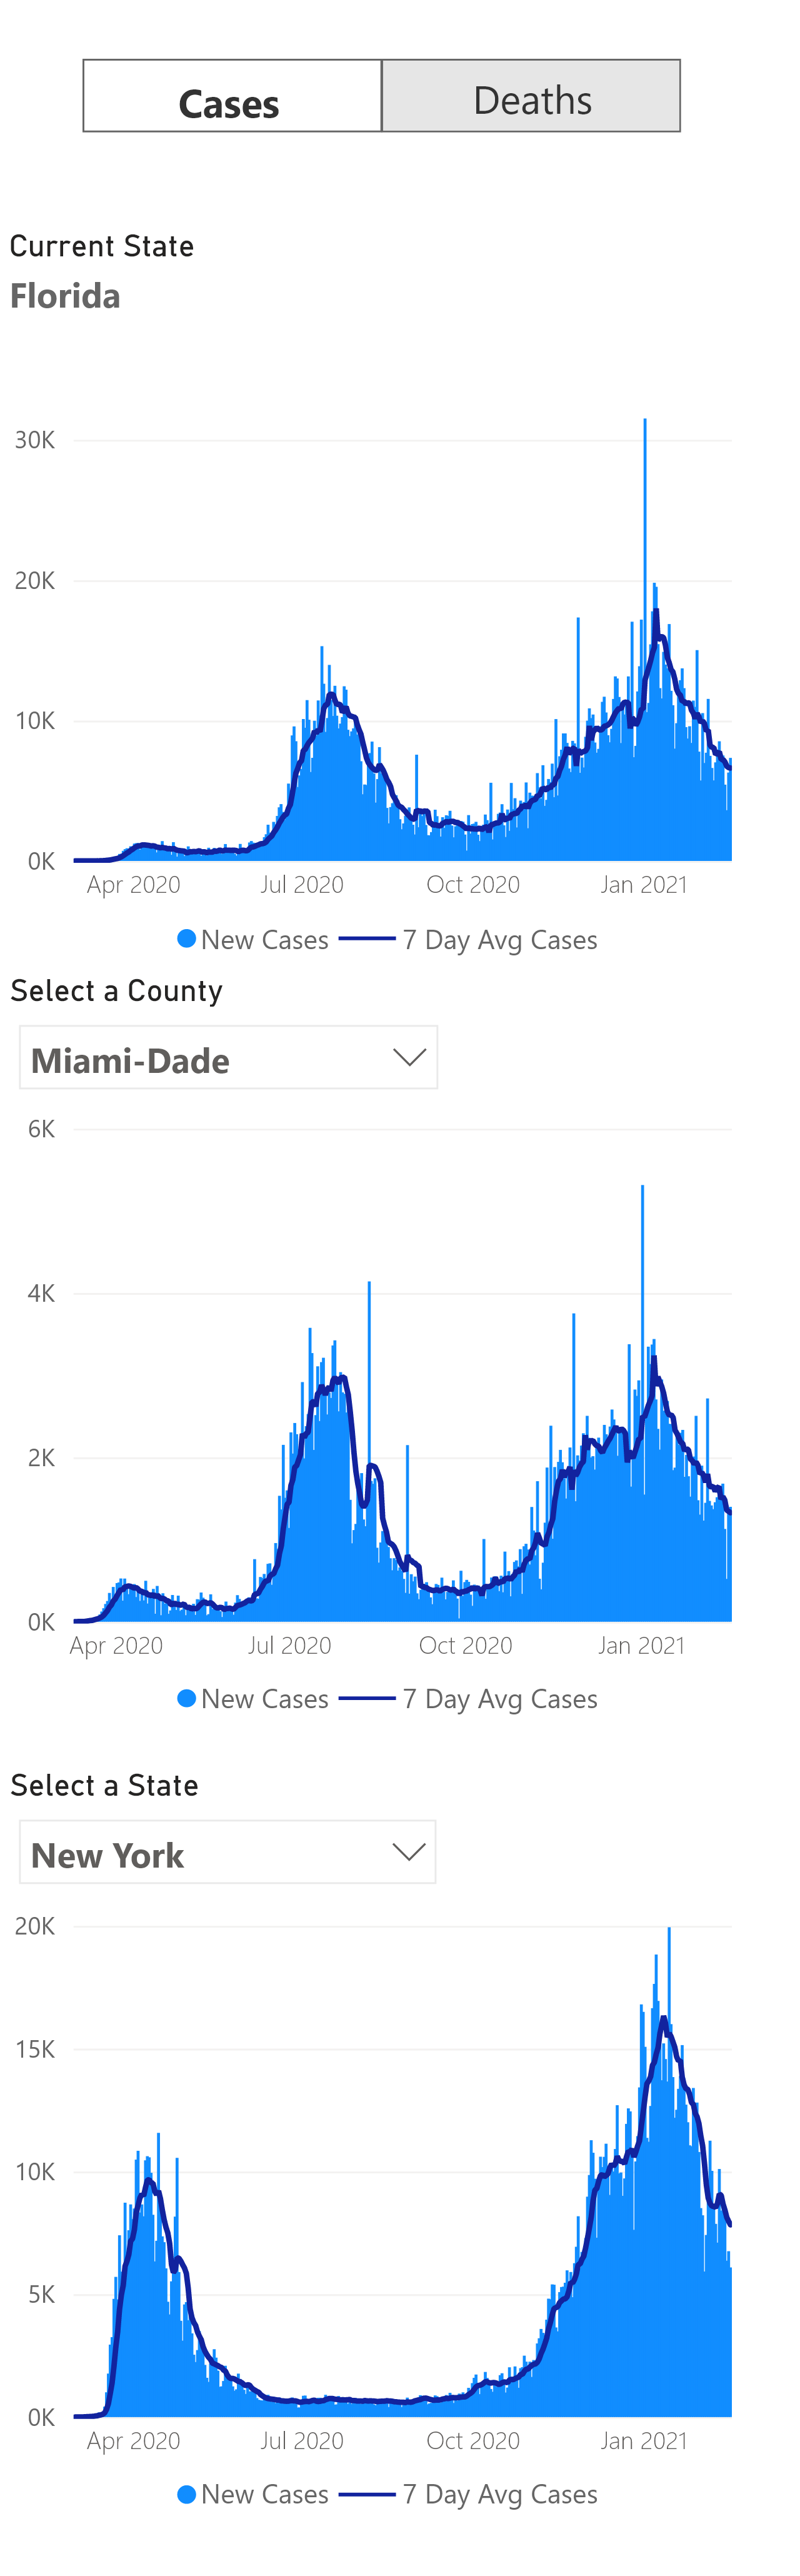 Cases Deaths
Current State
Florida
30K
20K
10K
0K
Apr 2020 Jul 2020 Oct 2020 Jan 2021
New Cases 7 Day Avg Cases
Select a County
Miami-Dade
6K
4K
2K
0K
Apr 2020 Jul 2020 Oct 2020 Jan 2021
New Cases 7 Day Avg Cases
Select a State
New York
20K
15K
10K
5K
0K
Apr 2020 Jul 2020 Oct 2020 Jan 2021
New Cases 7 Day Avg Cases